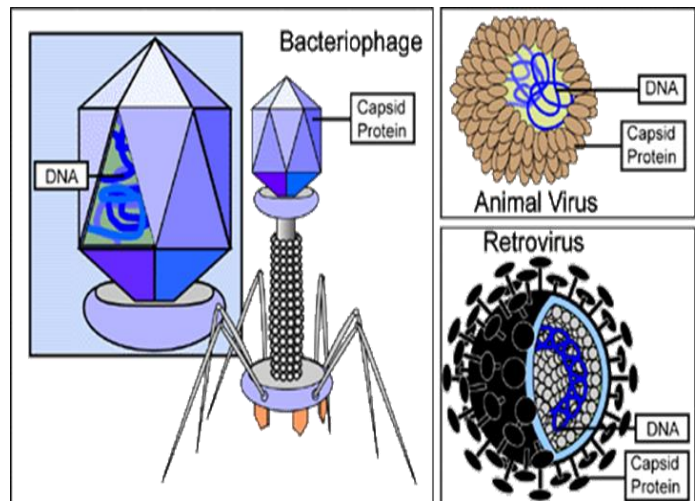 Bacteriophage
Capsid
Protein
DNA
DNA
Capsid
Protein
Animal Virus
Retrovirus
DNA
Capsid
Protein